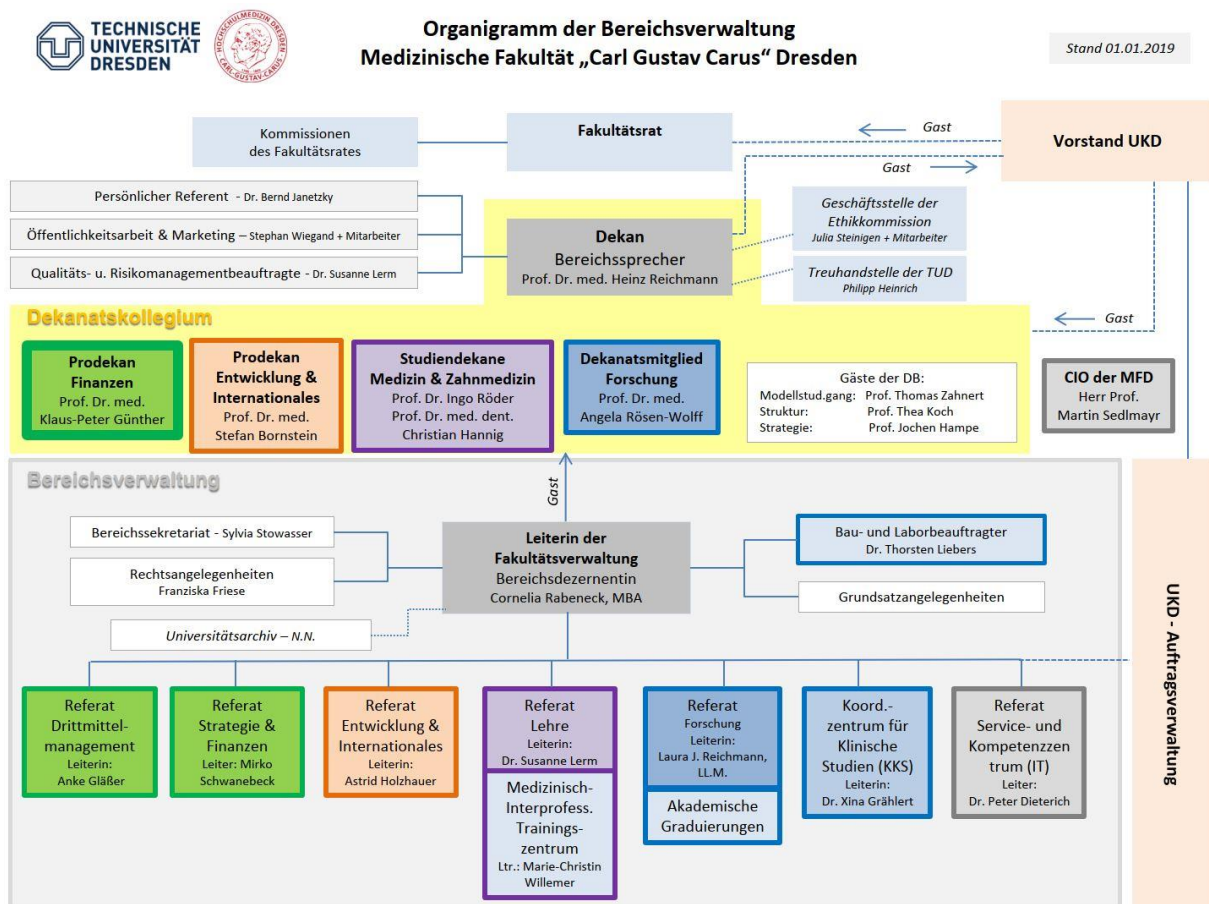 TECHNISCHE
UNIVERSITÄT
DRESDEN
HOCHSCHULMEDIZIN DRESDEN
CARL-GUSTAV-CARUS
Organigramm der Bereichsverwaltung
Medizinische Fakultät „Carl Gustav Carus“ Dresden
Stand 01.01.2019
Kommissionen
des Fakultätsrates
Fakultätsrat
Gast
Gast
Vorstand UKD
Persönlicher Referent - Dr. Bernd Janetzky
Öffentlichkeitsarbeit & Marketing – Stephan Wiegand + Mitarbeiter
Qualitäts- u. Risikomanagementbeauftragte - Dr. Susanne Lerm
Dekan
Bereichssprecher
Prof. Dr. med. Heinz Reichmann
Geschäftsstelle der
Ethikkommission
Julia Steinigen + Mitarbeiter
Treuhandstelle der TUD
Philipp Heinrich
Gast
Dekanatskollegium
Prodekan
Finanzen
Prof. Dr. med.
Klaus-Peter Günther
Prodekan
Entwicklung &
Internationales
Prof. Dr. med.
Stefan Bornstein
Studiendekane
Medizin & Zahnmedizin
Prof. Dr. Ingo Röder
Prof. Dr. med. dent.
Christian Hannig
Dekanatsmitglied
Forschung
Prof. Dr. med.
Angela Rösen-Wolff
Gäste der DB:
Modellstud.gang: Prof. Thomas Zahnert
Struktur: Prof. Thea Koch
Strategie: Prof. Jochen Hampe
CIO der MFD
Herr Prof.
Martin Sedlmayr
Bereichsverwaltung
Gast
Bereichssekretariat - Sylvia Stowasser
Rechtsangelegenheiten
Franziska Friese
Universitätsarchiv – N.N.
Leiterin der
Fakultätsverwaltung
Bereichsdezernentin
Cornelia Rabeneck, MBA
Bau- und Laborbeauftragter
Dr. Thorsten Liebers
Grundsatzangelegenheiten
UKD - Auftragsverwaltung
Referat
Drittmittel-
management
Leiterin:
Anke Gläßer
Referat
Strategie &
Finanzen
Leiter: Mirko
Schwanebeck
Referat
Entwicklung &
Internationales
Leiterin:
Astrid Holzhauer
Referat
Lehre
Leiterin:
Dr. Susanne Lerm
Medizinisch-
Interprofess.
Trainings-
zentrum
Ltr.: Marie-Christin
Willemer
Referat
Forschung
Leiterin:
Laura J. Reichmann,
LL.M.
Akademische
Graduierungen
Koord.-
zentrum für
Klinische
Studien (KKS)
Leiterin:
Dr. Xina Grählert
Referat
Service- und
Kompetenzzen
trum (IT)
Leiter:
Dr. Peter Dieterich